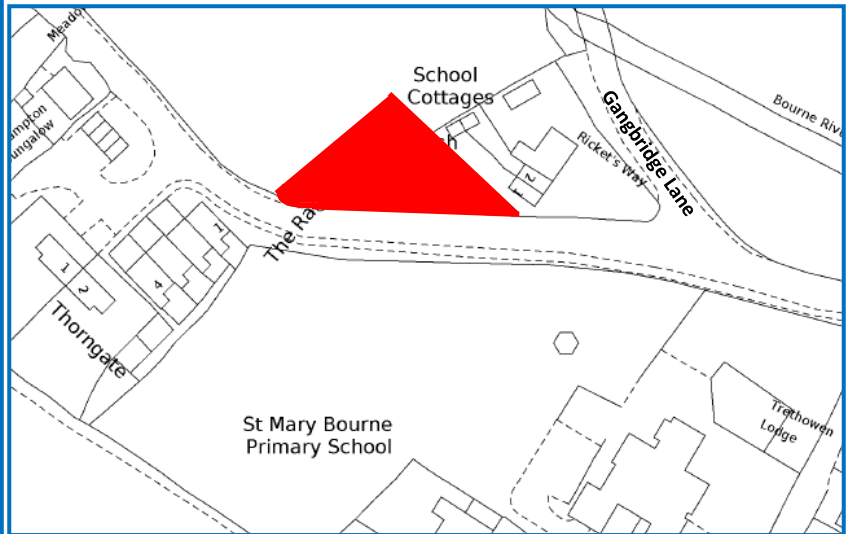 Meado
School
Cottages
Gangbridge Lane
Bourne Rive
Ricket's Way
2
1
ampton
ungalow
The Ra
1
4
1
2
Thorngate
St Mary Bourne
Primary School
Trethowen
Lodge